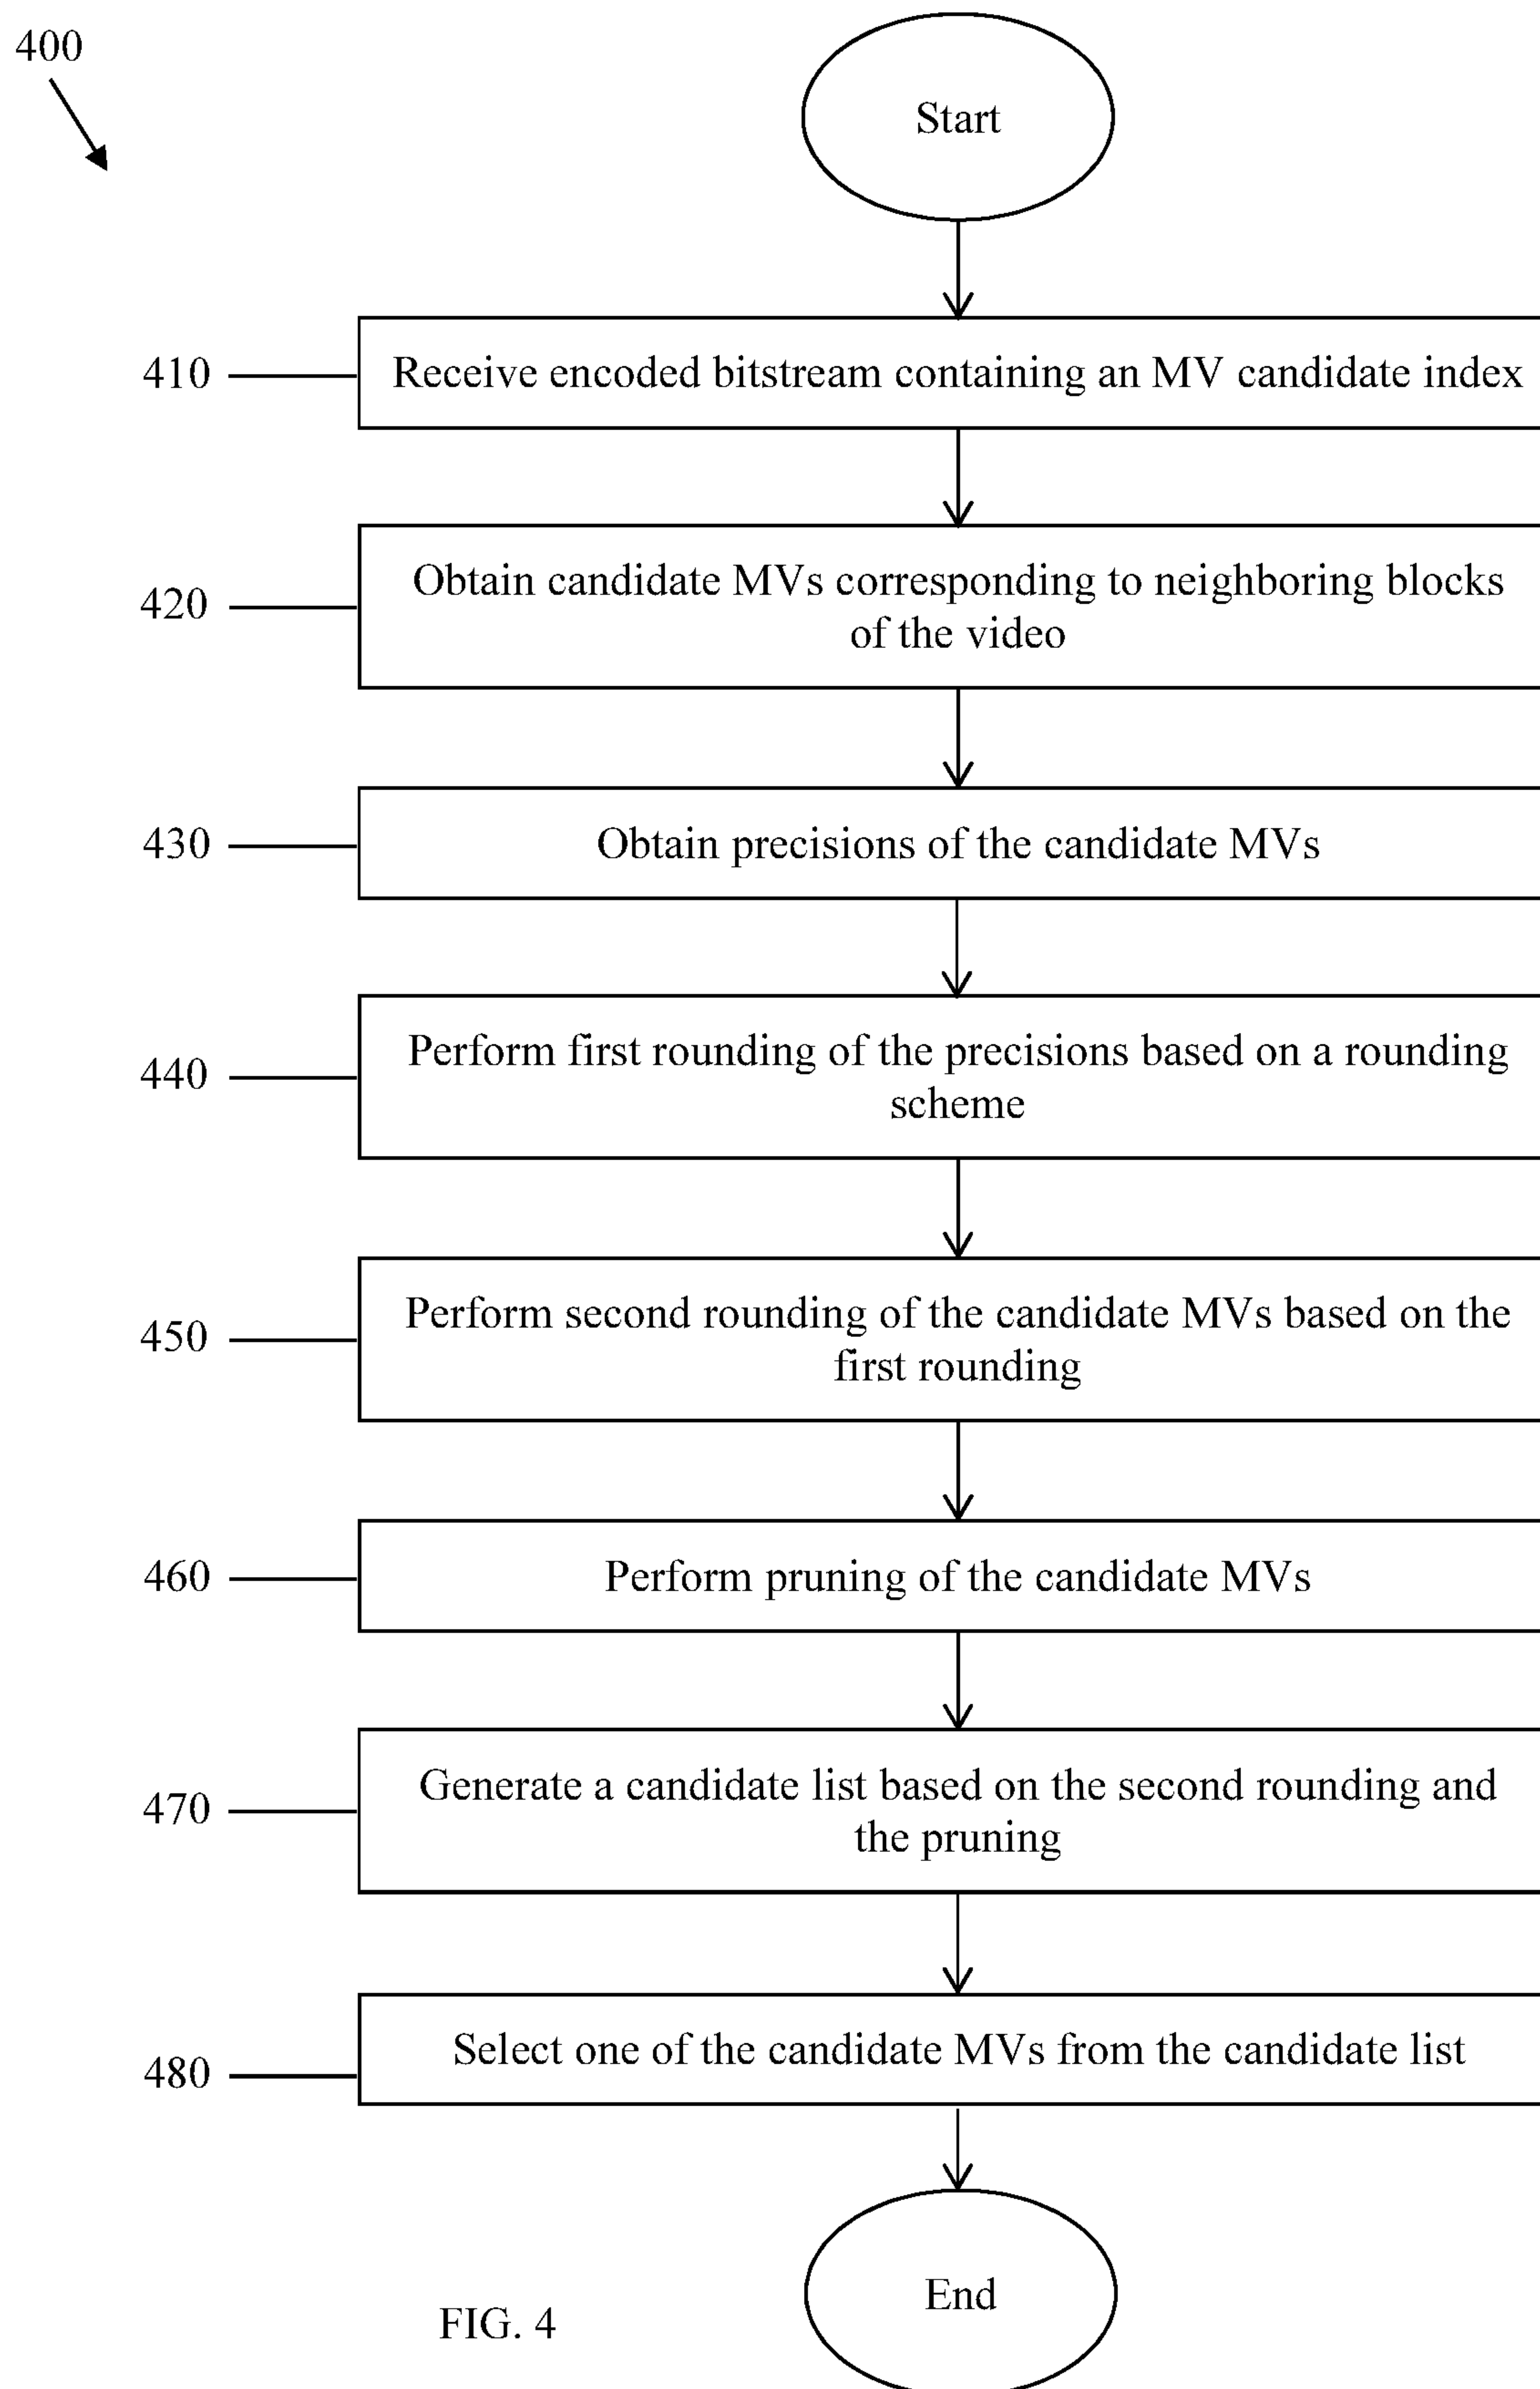 400
Start
410
Receive encoded bitstream containing an MV candidate index
420
Obtain candidate MVs corresponding to neighboring blocks
of the video
430
Obtain precisions of the candidate MVs
440
Perform first rounding of the precisions based on a rounding
scheme
450
Perform second rounding of the candidate MVs based on the
first rounding
460
Perform pruning of the candidate MVs
470
Generate a candidate list based on the second rounding and
the pruning
480
Select one of the candidate MVs from the candidate list
End
FIG. 4